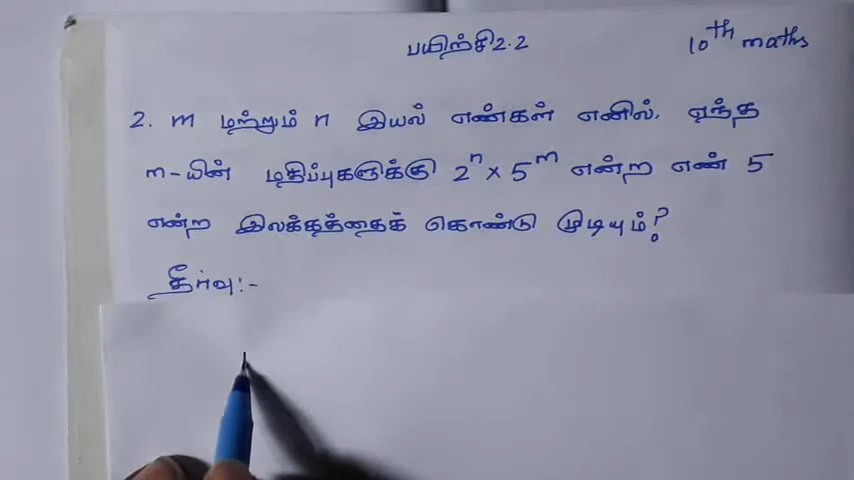 பயிற்சி 2.2 10th maths
2. m மற்றும் n இயல் எண்கள் எனில், எந்த
m-யின் மதிப்புகளுக்கு 2^n × 5^m என்ற எண் 5
என்ற இலக்கத்தைக் கொண்டு முடியும்?
தீர்வு:-